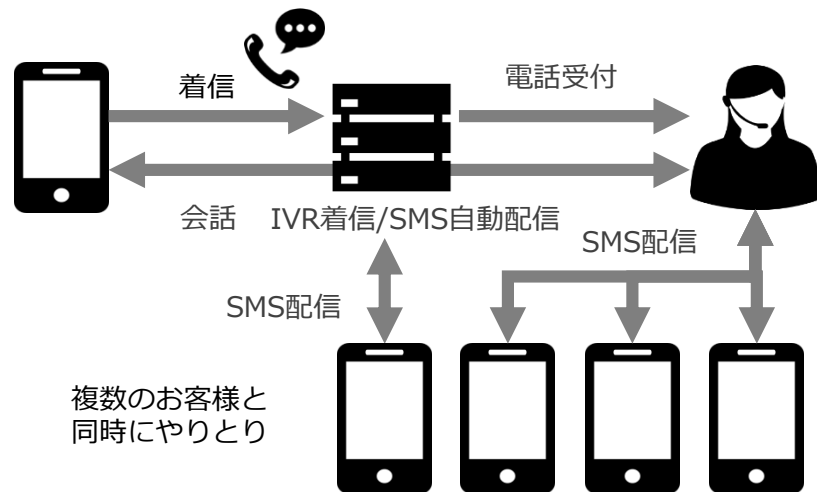 着信
電話受付
会話
IVR着信/SMS自動配信
SMS配信
SMS配信
複数のお客様と
同時にやりとり